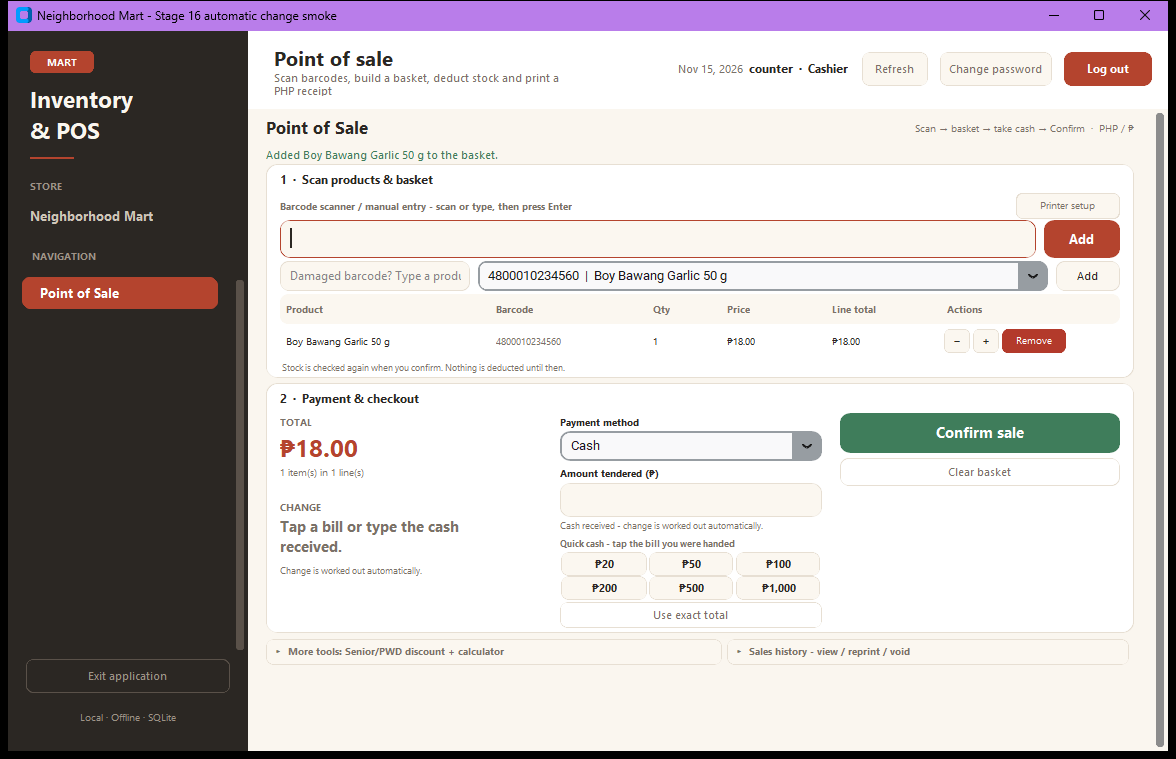 Neighborhood Mart - Stage 16 automatic change smoke
MART
Inventory
& POS
STORE
Neighborhood Mart
NAVIGATION
Point of Sale
Exit application
Local · Offline · SQLite
Point of sale
Scan barcodes, build a basket, deduct stock and print a
PHP receipt
Nov 15, 2026 counter · Cashier
Refresh
Change password
Log out
Point of Sale
Scan → basket → take cash → Confirm · PHP / ₱
Added Boy Bawang Garlic 50 g to the basket.
1 · Scan products & basket
Barcode scanner / manual entry - scan or type, then press Enter
Printer setup
Add
Damaged barcode? Type a produ
4800010234560 | Boy Bawang Garlic 50 g
Add
Product Barcode Qty Price Line total Actions
Boy Bawang Garlic 50 g 4800010234560 1 ₱18.00 ₱18.00 − + Remove
Stock is checked again when you confirm. Nothing is deducted until then.
2 · Payment & checkout
TOTAL
₱18.00
1 item(s) in 1 line(s)
CHANGE
Tap a bill or type the cash
received.
Change is worked out automatically.
Payment method
Cash
Amount tendered (₱)
Cash received - change is worked out automatically.
Quick cash - tap the bill you were handed
₱20 ₱50 ₱100
₱200 ₱500 ₱1,000
Use exact total
Confirm sale
Clear basket
▸ More tools: Senior/PWD discount + calculator
▸ Sales history - view / reprint / void